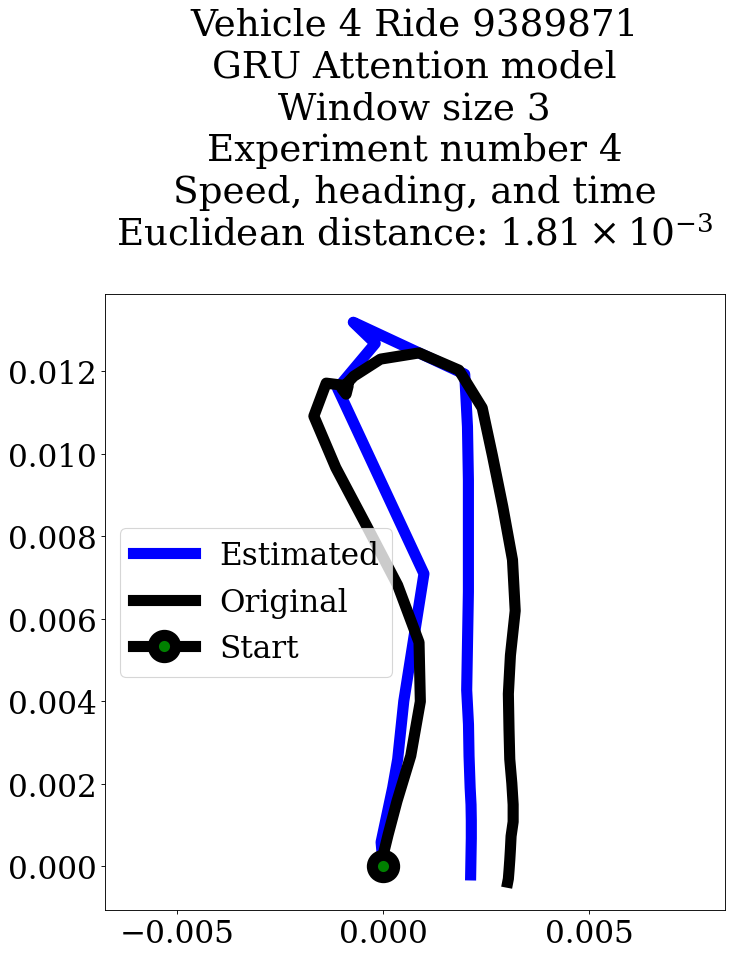 Vehicle 4 Ride 9389871
GRU Attention model
Window size 3
Experiment number 4
Speed, heading, and time
Euclidean distance: 1.81 × 10⁻³
0.012
0.010
0.008
0.006
0.004
0.002
0.000
Estimated
Original
Start
−0.005 0.000 0.005